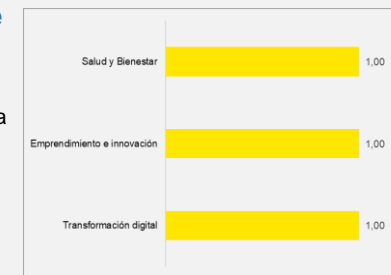 e
a
Salud y Bienestar 1,00
Emprendimiento e innovación 1,00
Transformación digital 1,00